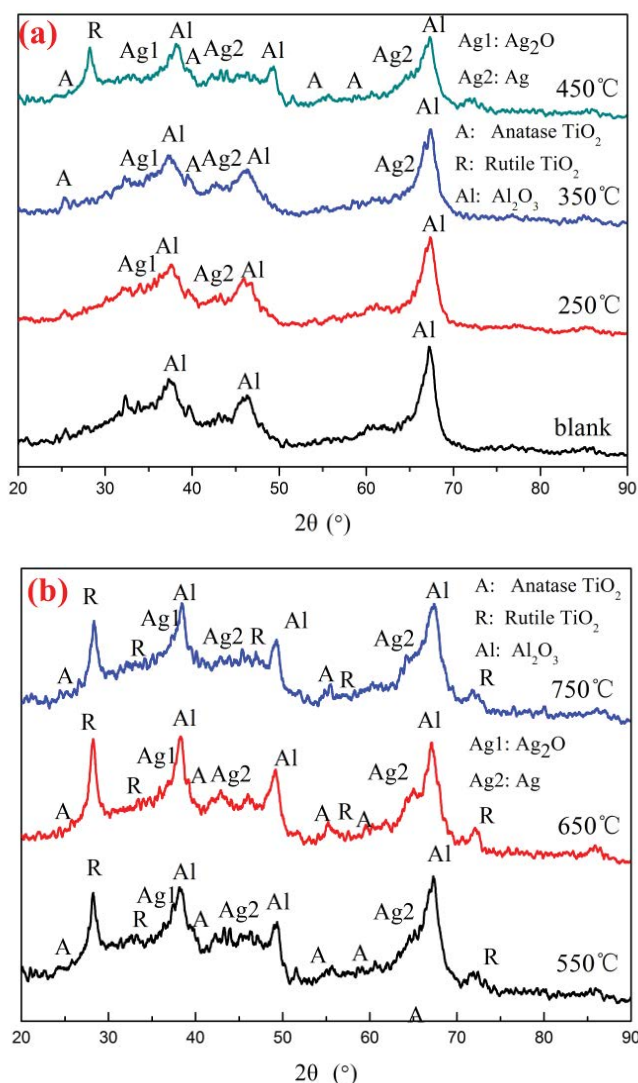 (a)
Al
Al
R Ag1 Ag2 Al Ag2 Ag1: Ag₂O
A A A A Ag2: Ag
450℃
Al Al A: Anatase TiO₂
Ag1 A Ag2 Al R: Rutile TiO₂
A Ag2 350℃
Al: Al₂O₃
Al Al
Ag1 Ag2 Al 250℃
Al Al Al
blank
20 30 40 50 60 70 80 90
2θ (°)
(b)
R Al Al A: Anatase TiO₂
Ag1 Ag2 R Al R: Rutile TiO₂
A R Ag2 Al: Al₂O₃
A R R 750℃
R Al Al Ag1: Ag₂O
Ag1 A Ag2 Al Ag2 Ag2: Ag
A R A R A R 650℃
R Al Al
Ag1 Ag2 Al Ag2
A R A A A R 550℃
A
20 30 40 50 60 70 80 90
2θ (°)